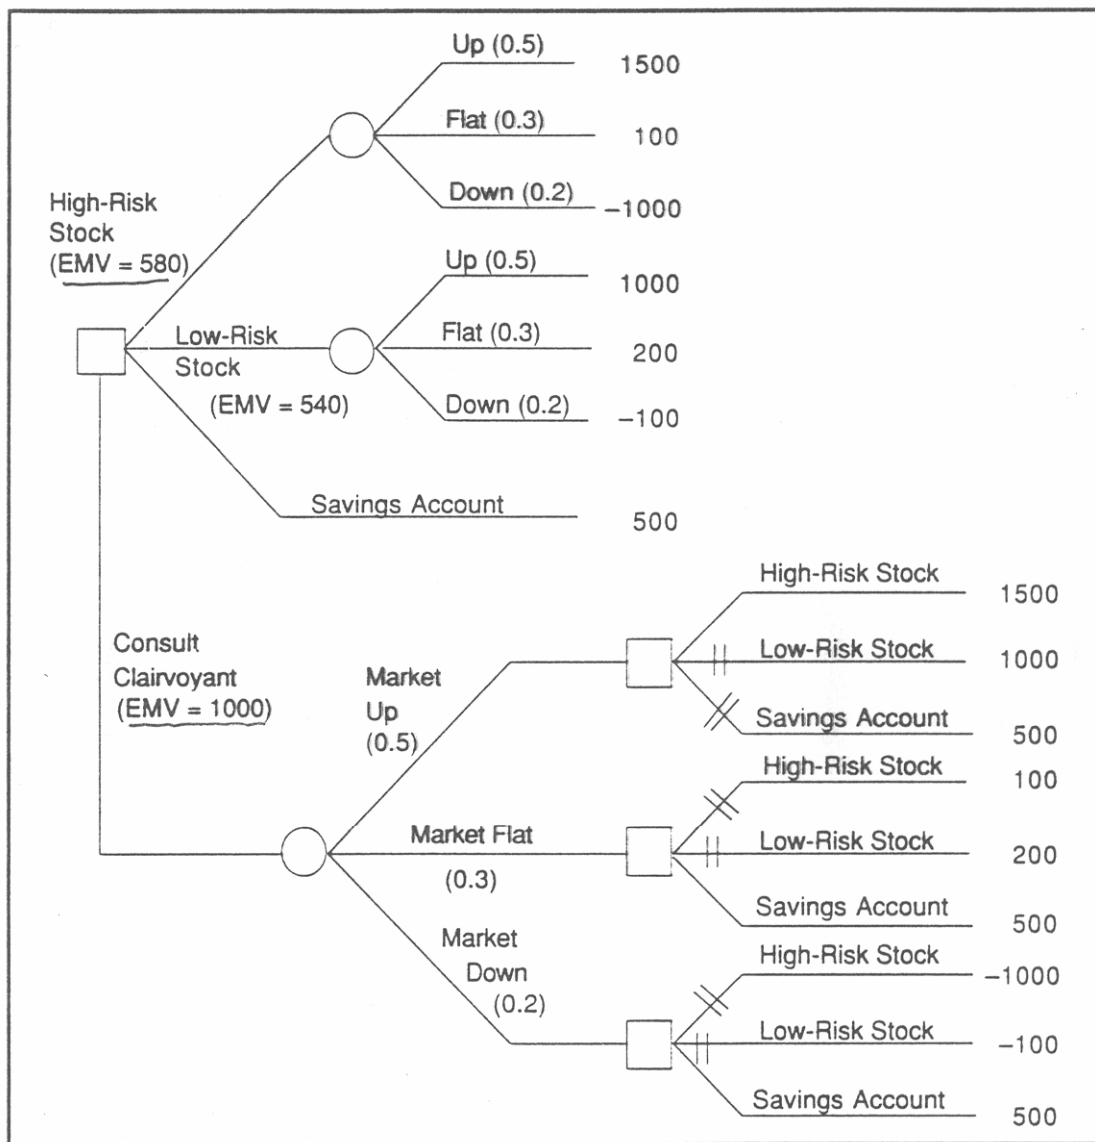 Up (0.5)
1500
Flat (0.3)
100
Down (0.2)
−1000
High-Risk
Stock
(EMV = 580)
Up (0.5)
1000
Low-Risk
Stock
(EMV = 540)
Flat (0.3)
200
Down (0.2)
−100
Savings Account
500
Consult
Clairvoyant
(EMV = 1000)
Market
Up
(0.5)
High-Risk Stock
1500
Low-Risk Stock
1000
Savings Account
500
Market Flat
(0.3)
High-Risk Stock
100
Low-Risk Stock
200
Savings Account
500
Market
Down
(0.2)
High-Risk Stock
−1000
Low-Risk Stock
−100
Savings Account
500